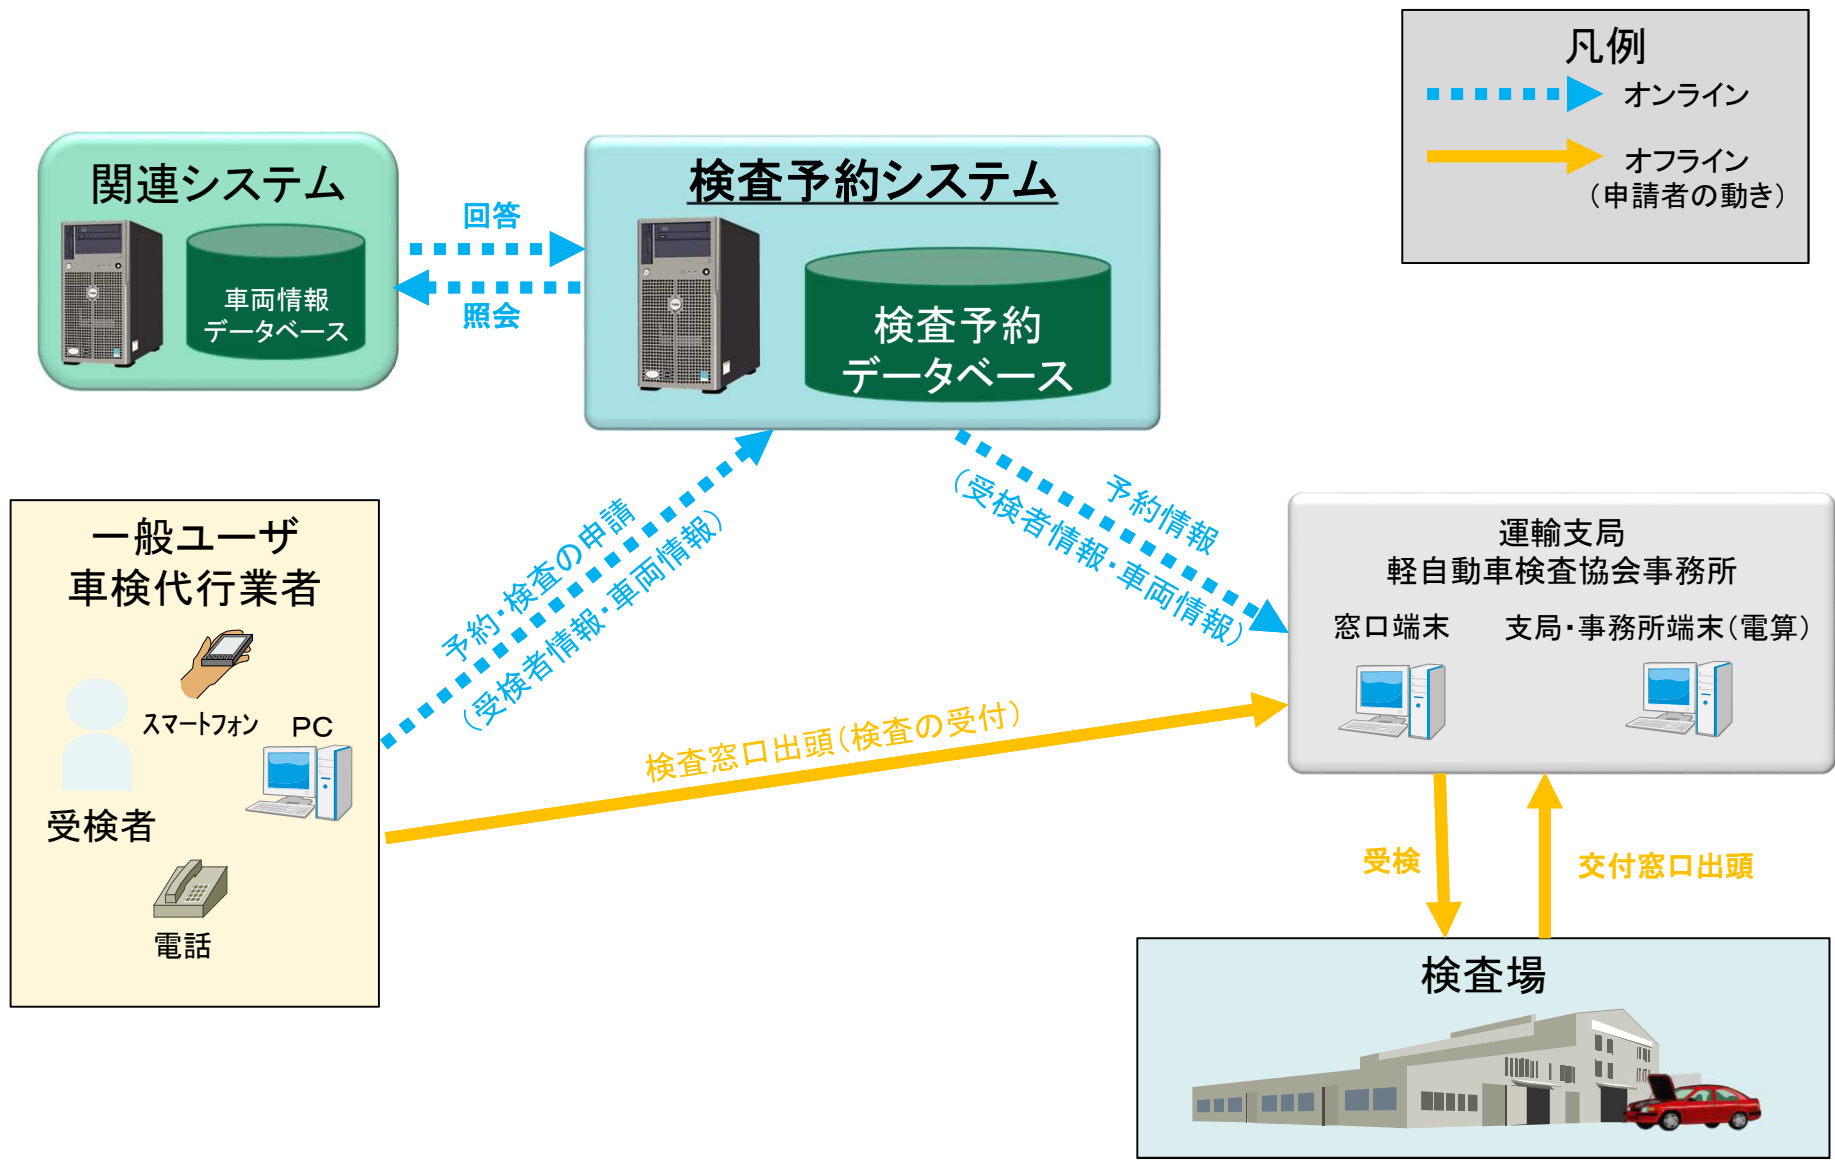 凡例
オンライン
オフライン
（申請者の動き）
関連システム
車両情報
データベース
回答
照会
検査予約システム
検査予約
データベース
予約・検査の申請
（受検者情報・車両情報）
予約情報
（受検者情報・車両情報）
一般ユーザ
車検代行業者
スマートフォン
ＰＣ
受検者
電話
検査窓口出頭（検査の受付）
運輸支局
軽自動車検査協会事務所
窓口端末
支局・事務所端末（電算）
受検
交付窓口出頭
検査場